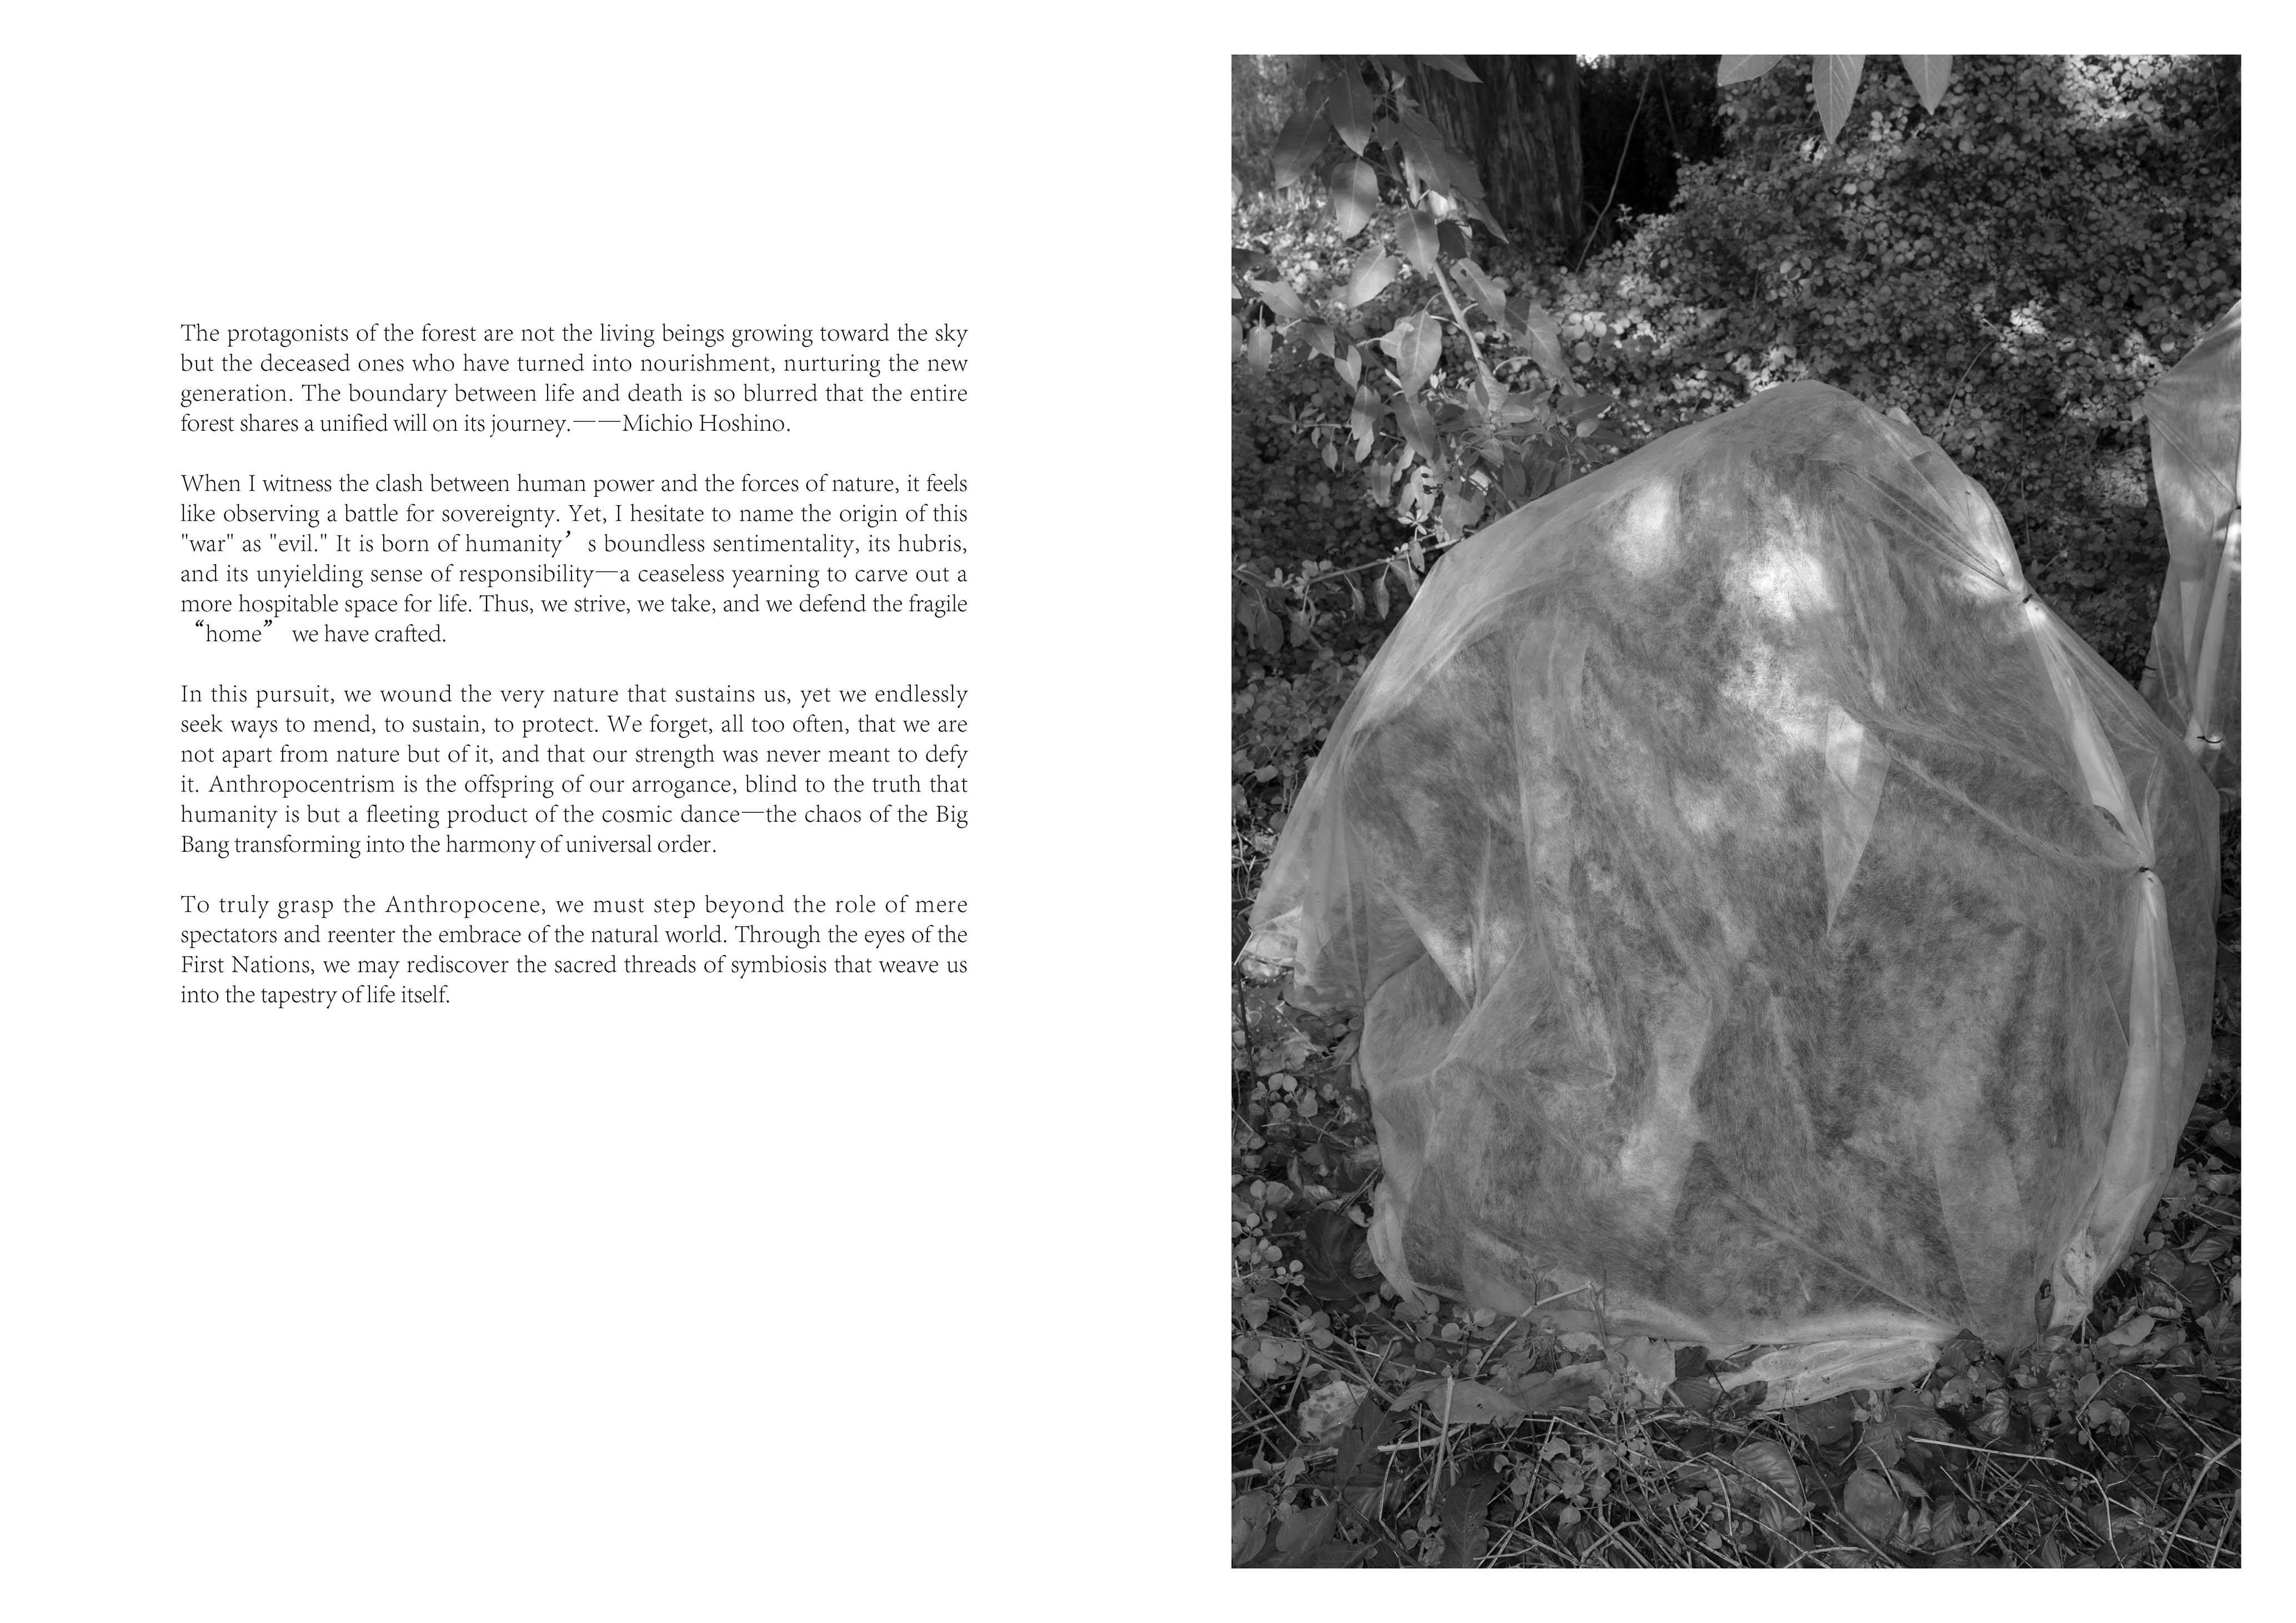 The protagonists of the forest are not the living beings growing toward the sky
but the deceased ones who have turned into nourishment, nurturing the new
generation. The boundary between life and death is so blurred that the entire
forest shares a unified will on its journey.——Michio Hoshino.
When I witness the clash between human power and the forces of nature, it feels
like observing a battle for sovereignty. Yet, I hesitate to name the origin of this
"war" as "evil." It is born of humanity’s boundless sentimentality, its hubris,
and its unyielding sense of responsibility—a ceaseless yearning to carve out a
more hospitable space for life. Thus, we strive, we take, and we defend the fragile
“home” we have crafted.
In this pursuit, we wound the very nature that sustains us, yet we endlessly
seek ways to mend, to sustain, to protect. We forget, all too often, that we are
not apart from nature but of it, and that our strength was never meant to defy
it. Anthropocentrism is the offspring of our arrogance, blind to the truth that
humanity is but a fleeting product of the cosmic dance—the chaos of the Big
Bang transforming into the harmony of universal order.
To truly grasp the Anthropocene, we must step beyond the role of mere
spectators and reenter the embrace of the natural world. Through the eyes of the
First Nations, we may rediscover the sacred threads of symbiosis that weave us
into the tapestry of life itself.